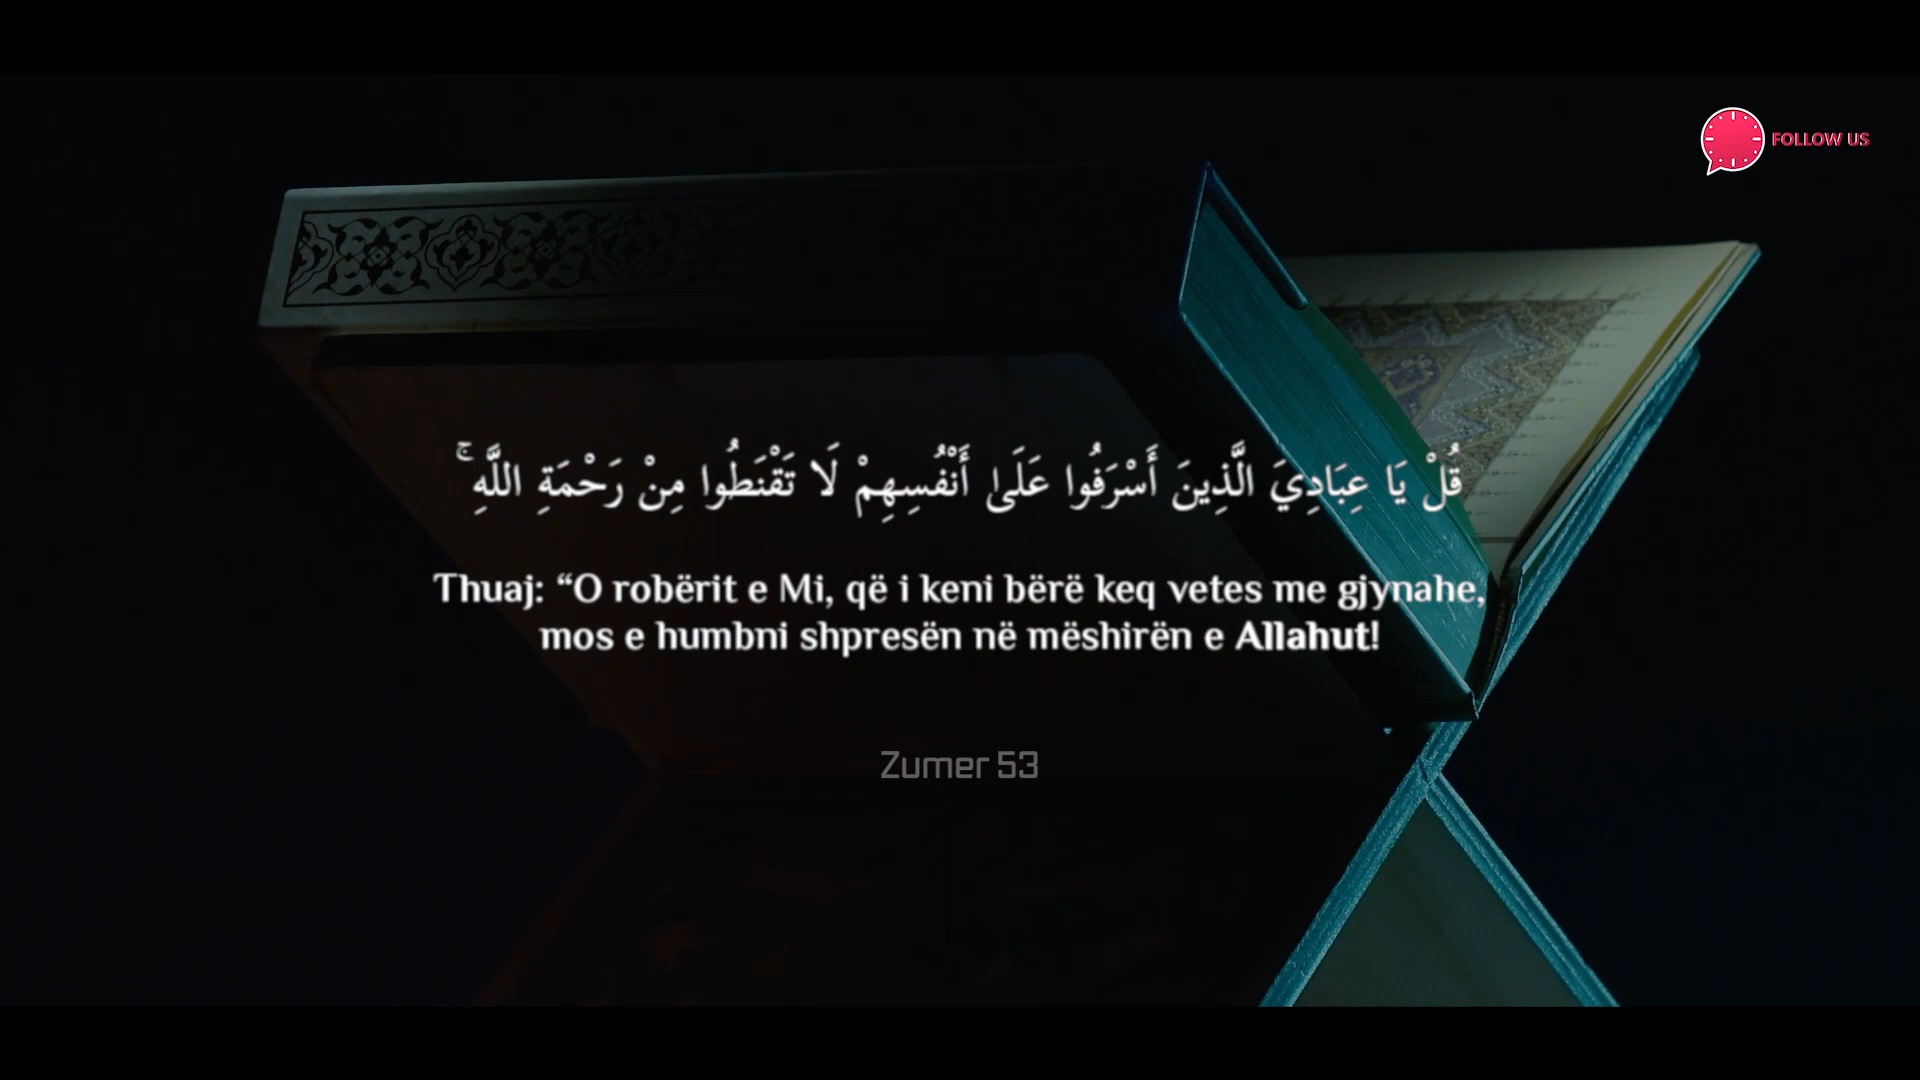 FOLLOW US
قُلْ يَا عِبَادِيَ الَّذِينَ أَسْرَفُوا عَلَىٰ أَنْفُسِهِمْ لَا تَقْنَطُوا مِنْ رَحْمَةِ اللَّهِ ۚ
Thuaj: “O robërit e Mi, që i keni bërë keq vetes me gjynahe,
mos e humbni shpresën në mëshirën e Allahut!
Zumer 53